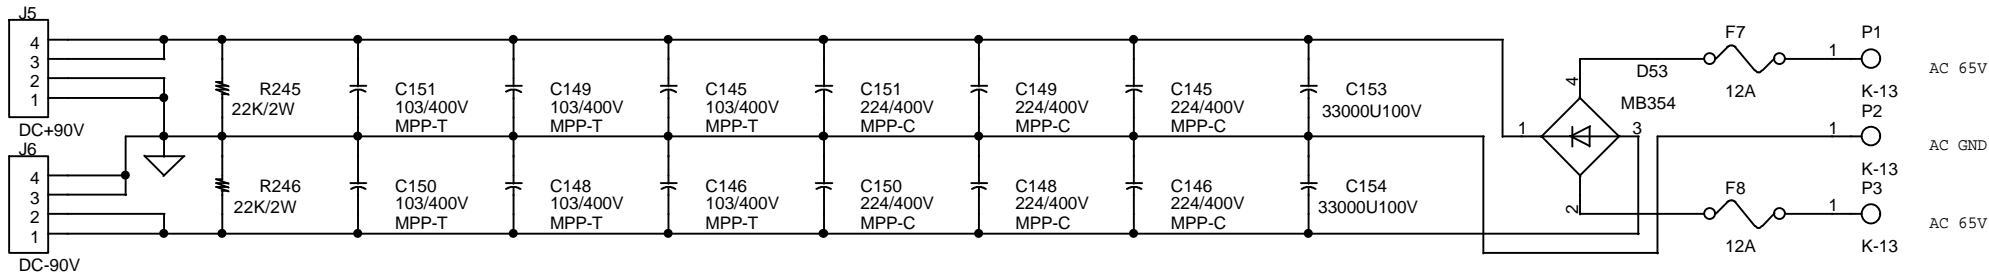 J5
4
3
2
1
DC+90V
J6
4
3
2
1
DC-90V
R245
22K/2W
R246
22K/2W
C151
103/400V
MPP-T
C150
103/400V
MPP-T
C149
103/400V
MPP-T
C148
103/400V
MPP-T
C145
103/400V
MPP-T
C146
103/400V
MPP-T
C151
224/400V
MPP-C
C150
224/400V
MPP-C
C149
224/400V
MPP-C
C148
224/400V
MPP-C
C145
224/400V
MPP-C
C146
224/400V
MPP-C
C153
33000U100V
C154
33000U100V
1
4
3
2
D53
MB354
F7
12A
F8
12A
P1
1
K-13
AC 65V
P2
1
K-13
AC GND
P3
1
K-13
AC 65V